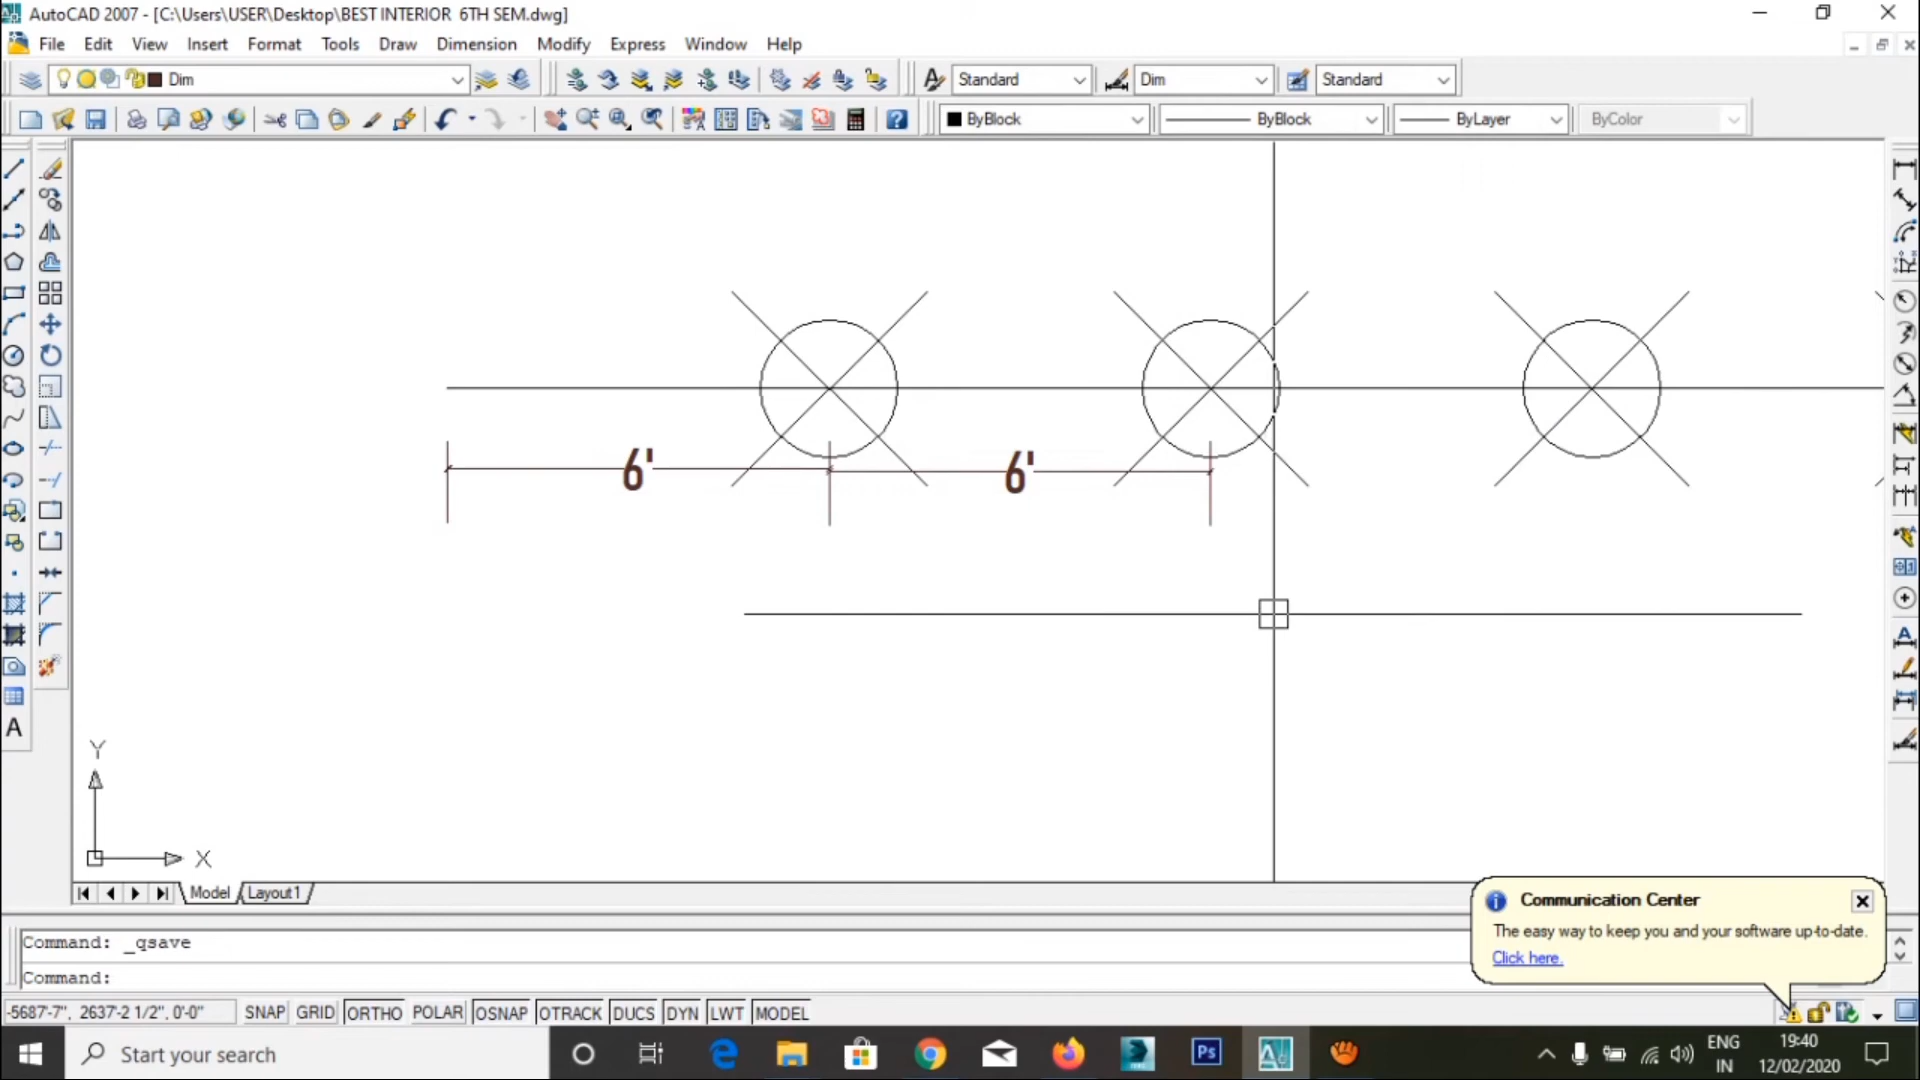 AutoCAD 2007 - [C:\Users\USER\Desktop\BEST INTERIOR  6TH SEM.dwg]
File Edit View Insert Format Tools Draw Dimension Modify Express Window Help
Dim Standard Dim Standard
ByBlock ByBlock ByLayer ByColor
6' 6'
A
Y
X
Model Layout1
Communication Center
The easy way to keep you and your software up-to-date.
Click here.
Command: _qsave
Command:
-5687'-7", 2637'-2 1/2", 0'-0" SNAP GRID ORTHO POLAR OSNAP OTRACK DUCS DYN LWT MODEL
Start your search
Ps
ENG
IN
19:40
12/02/2020